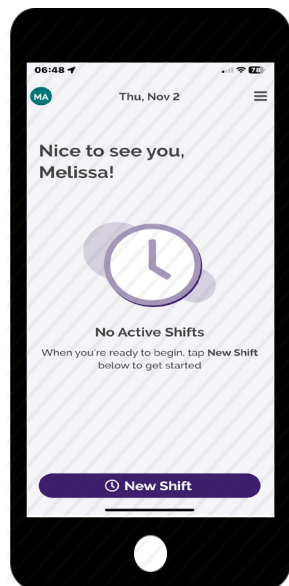 06:48
78
MA
Thu, Nov 2
Nice to see you,
Melissa!
No Active Shifts
When you're ready to begin, tap New Shift
below to get started
New Shift